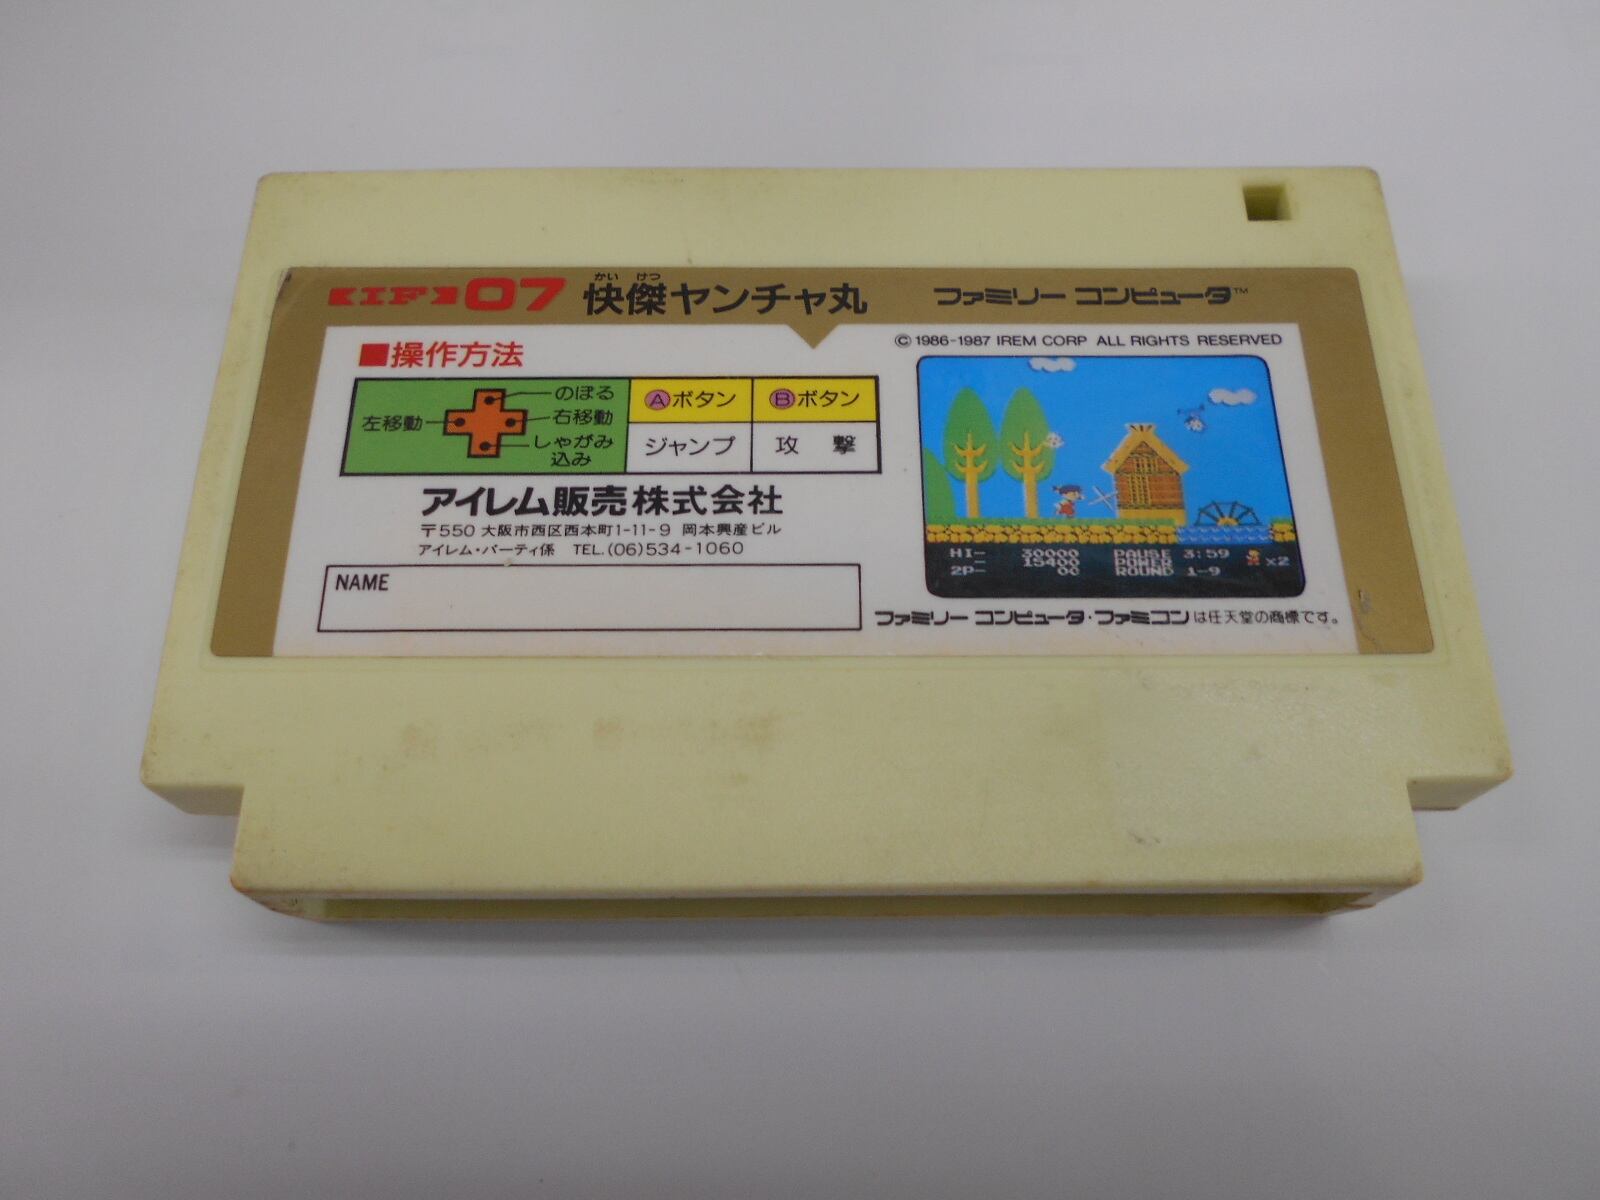 IF 07 快傑ヤンチャ丸 ファミリー コンピュータ™
かい けつ
© 1986-1987 IREM CORP ALL RIGHTS RESERVED
■操作方法
のぼる
左移動
右移動
しゃがみ
込み
Aボタン Bボタン
ジャンプ 攻撃
アイレム販売株式会社
〒550 大阪市西区西本町1-11-9 岡本興産ビル
アイレム・パーティ係 TEL.(06)534-1060
NAME
HI- 30000 PAUSE 3:59
- 15400 POWER ×2
2P- 00 ROUND 1-9
ファミリー コンピュータ・ファミコンは任天堂の商標です。